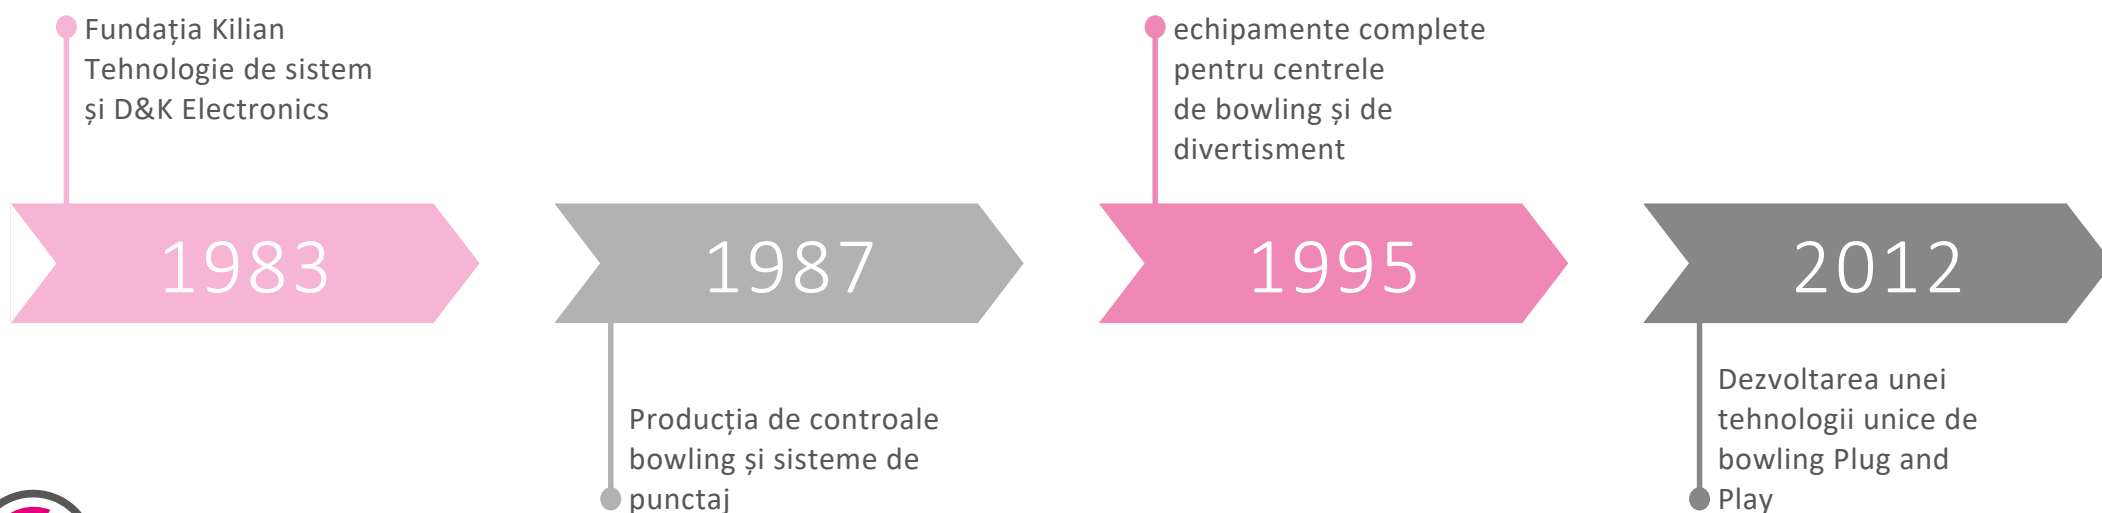 Fundația Kilian
Tehnologie de sistem
și D&K Electronics
echipamente complete
pentru centrele
de bowling și de
divertisment
1983
1987
1995
2012
Producția de controale
bowling și sisteme de
punctaj
Dezvoltarea unei
tehnologii unice de
bowling Plug and
Play